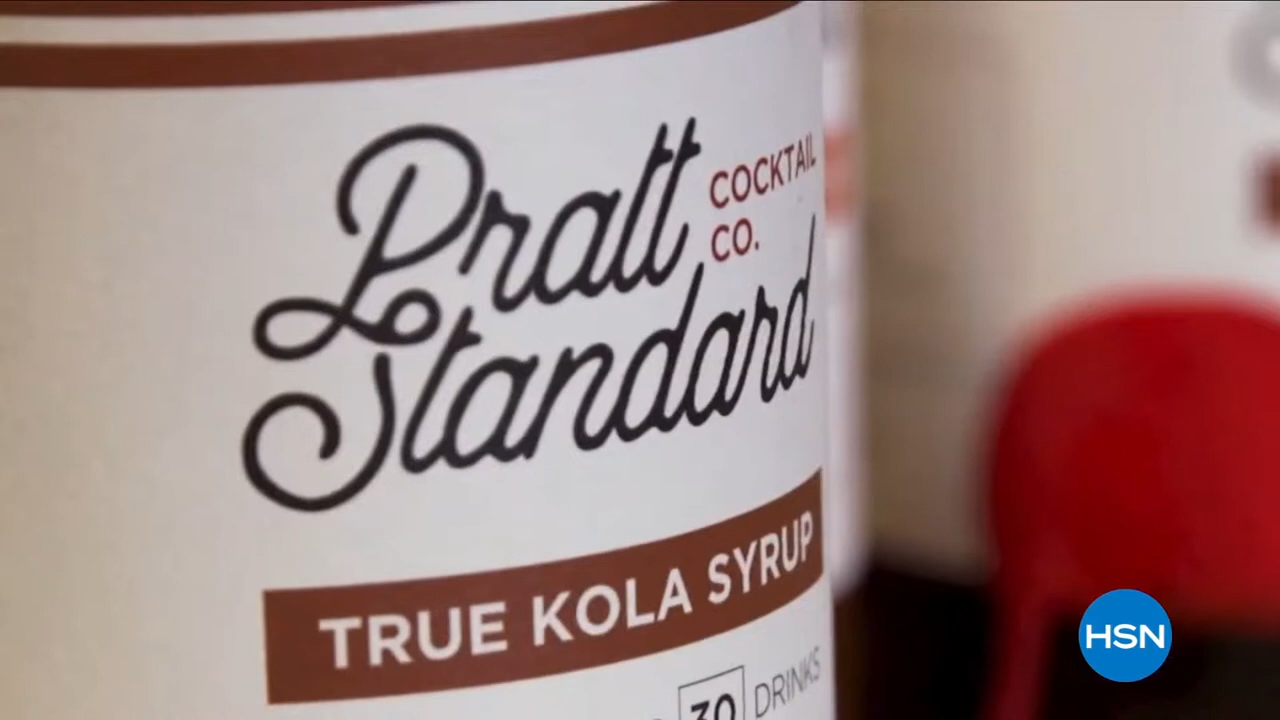 Pratt
COCKTAIL
CO.
Standard
TRUE KOLA SYRUP
30 DRINKS
HSN